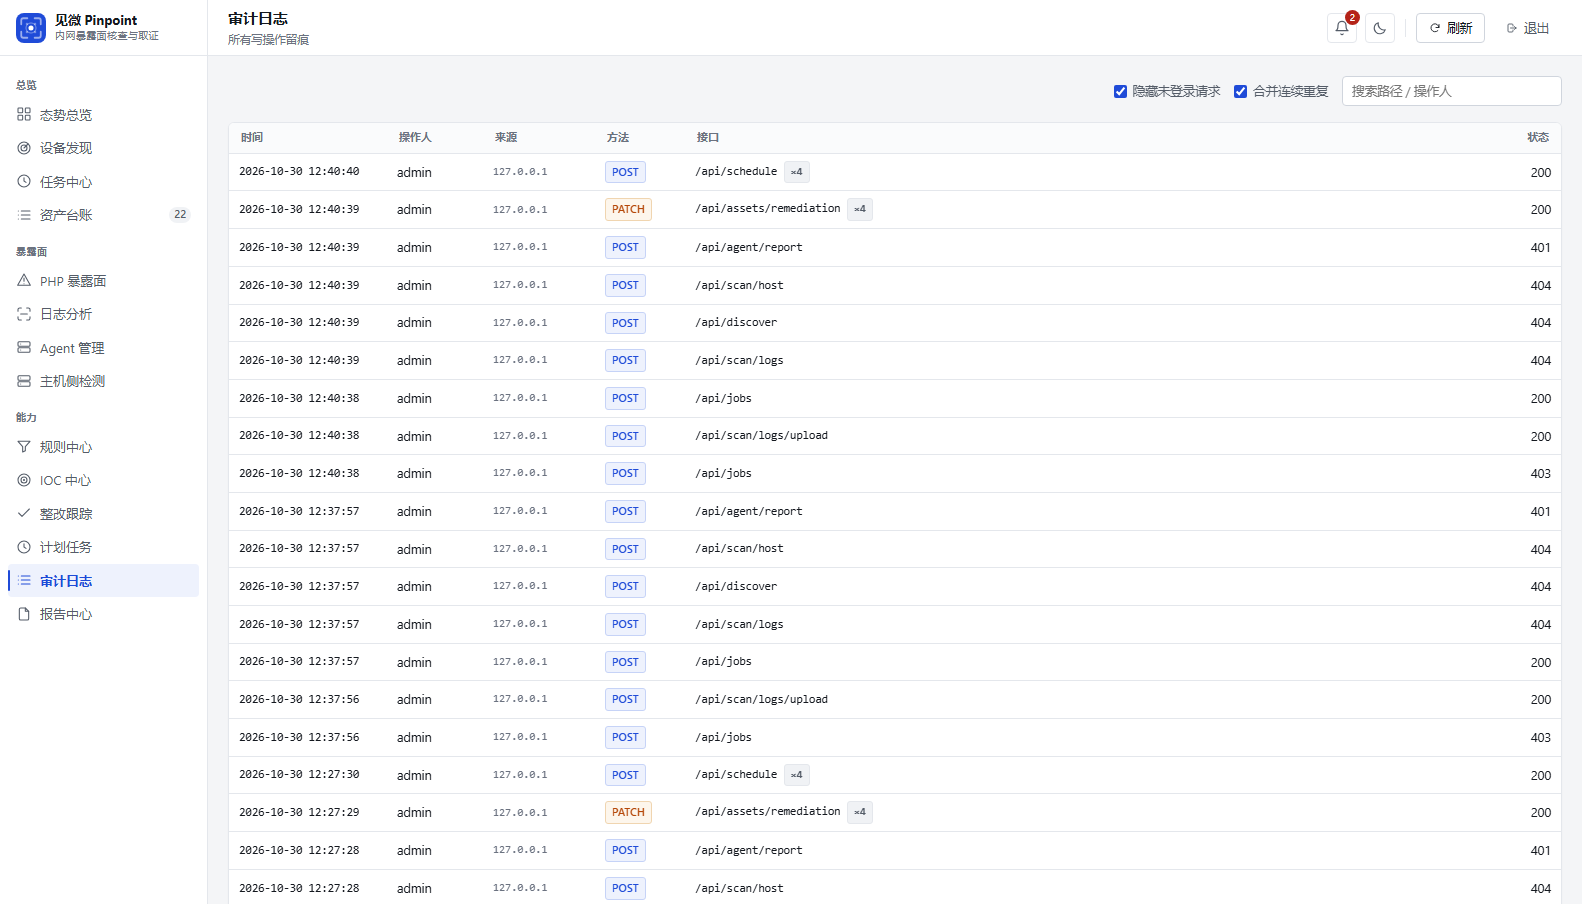 见微 Pinpoint
内网暴露面核查与取证
审计日志
所有写操作留痕
2
刷新
退出
总览
态势总览
设备发现
任务中心
资产台账 22
暴露面
PHP 暴露面
日志分析
Agent 管理
主机侧检测
能力
规则中心
IOC 中心
整改跟踪
计划任务
审计日志
报告中心
隐藏未登录请求 合并连续重复 搜索路径 / 操作人
时间 操作人 来源 方法 接口 状态
2026-10-30 12:40:40 admin 127.0.0.1 POST /api/schedule ×4 200
2026-10-30 12:40:39 admin 127.0.0.1 PATCH /api/assets/remediation ×4 200
2026-10-30 12:40:39 admin 127.0.0.1 POST /api/agent/report 401
2026-10-30 12:40:39 admin 127.0.0.1 POST /api/scan/host 404
2026-10-30 12:40:39 admin 127.0.0.1 POST /api/discover 404
2026-10-30 12:40:39 admin 127.0.0.1 POST /api/scan/logs 404
2026-10-30 12:40:38 admin 127.0.0.1 POST /api/jobs 200
2026-10-30 12:40:38 admin 127.0.0.1 POST /api/scan/logs/upload 200
2026-10-30 12:40:38 admin 127.0.0.1 POST /api/jobs 403
2026-10-30 12:37:57 admin 127.0.0.1 POST /api/agent/report 401
2026-10-30 12:37:57 admin 127.0.0.1 POST /api/scan/host 404
2026-10-30 12:37:57 admin 127.0.0.1 POST /api/discover 404
2026-10-30 12:37:57 admin 127.0.0.1 POST /api/scan/logs 404
2026-10-30 12:37:57 admin 127.0.0.1 POST /api/jobs 200
2026-10-30 12:37:56 admin 127.0.0.1 POST /api/scan/logs/upload 200
2026-10-30 12:37:56 admin 127.0.0.1 POST /api/jobs 403
2026-10-30 12:27:30 admin 127.0.0.1 POST /api/schedule ×4 200
2026-10-30 12:27:29 admin 127.0.0.1 PATCH /api/assets/remediation ×4 200
2026-10-30 12:27:28 admin 127.0.0.1 POST /api/agent/report 401
2026-10-30 12:27:28 admin 127.0.0.1 POST /api/scan/host 404